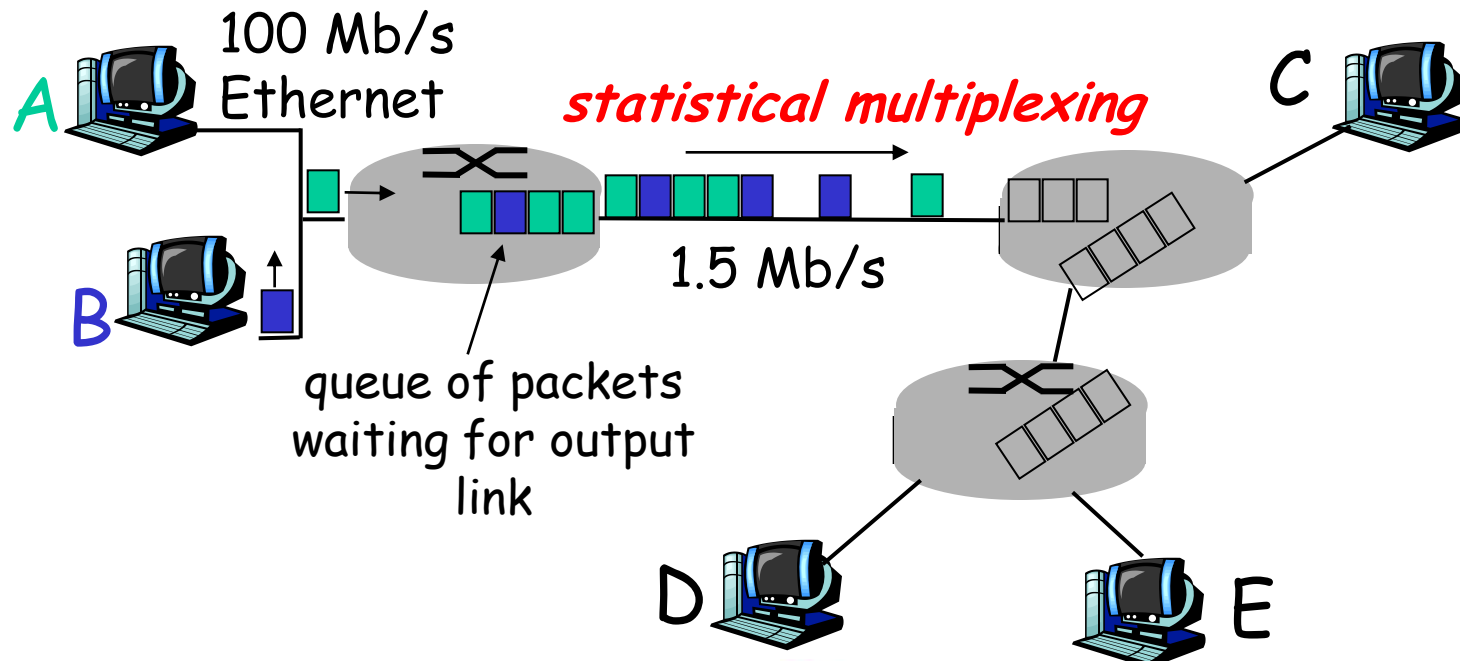 100 Mb/s
Ethernet
A
statistical multiplexing
C
B
1.5 Mb/s
queue of packets
waiting for output
link
D
E